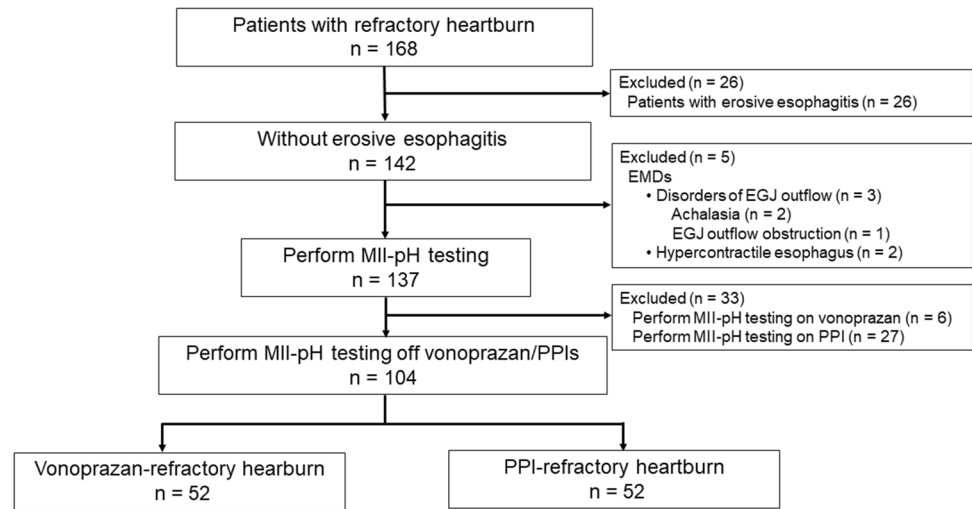 Patients with refractory heartburn
n = 168
Excluded (n = 26)
Patients with erosive esophagitis (n = 26)
Without erosive esophagitis
n = 142
Excluded (n = 5)
EMDs
• Disorders of EGJ outflow (n = 3)
Achalasia (n = 2)
EGJ outflow obstruction (n = 1)
• Hypercontractile esophagus (n = 2)
Perform MII-pH testing
n = 137
Excluded (n = 33)
Perform MII-pH testing on vonoprazan (n = 6)
Perform MII-pH testing on PPI (n = 27)
Perform MII-pH testing off vonoprazan/PPIs
n = 104
Vonoprazan-refractory hearburn
n = 52
PPI-refractory heartburn
n = 52